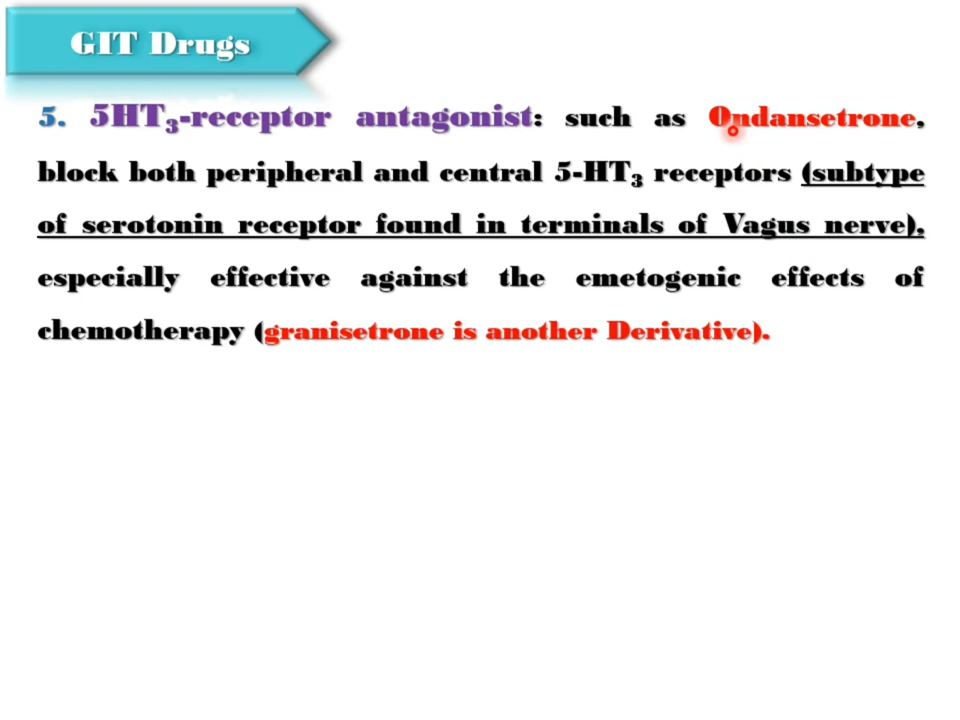 GIT Drugs
5. 5HT₃-receptor antagonist: such as Ondansetrone,
block both peripheral and central 5-HT₃ receptors (subtype
of serotonin receptor found in terminals of Vagus nerve),
especially effective against the emetogenic effects of
chemotherapy (granisetrone is another Derivative).